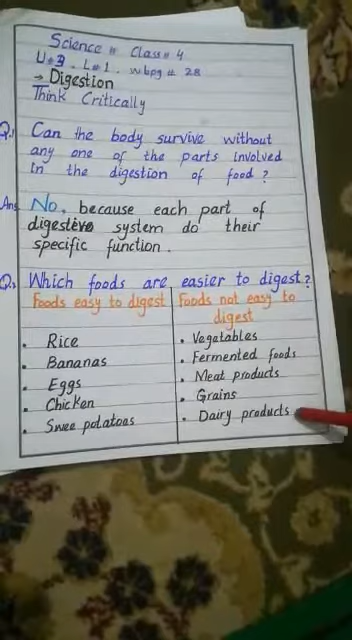 Science # Class # 4
U#3. L#1. wbpg # 28
→ Digestion
Think Critically
Q.1 Can the body survive without
any one of the parts involved
in the digestion of food?
Ans No, because each part of
digestive system do their
specific function.
Q. Which foods are easier to digest?
Foods easy to digest
• Rice
• Bananas
• Eggs
• Chicken
• Swee potatoes
Foods not easy to
digest
• Vegetables
• Fermented foods
• Meat products
• Grains
• Dairy products